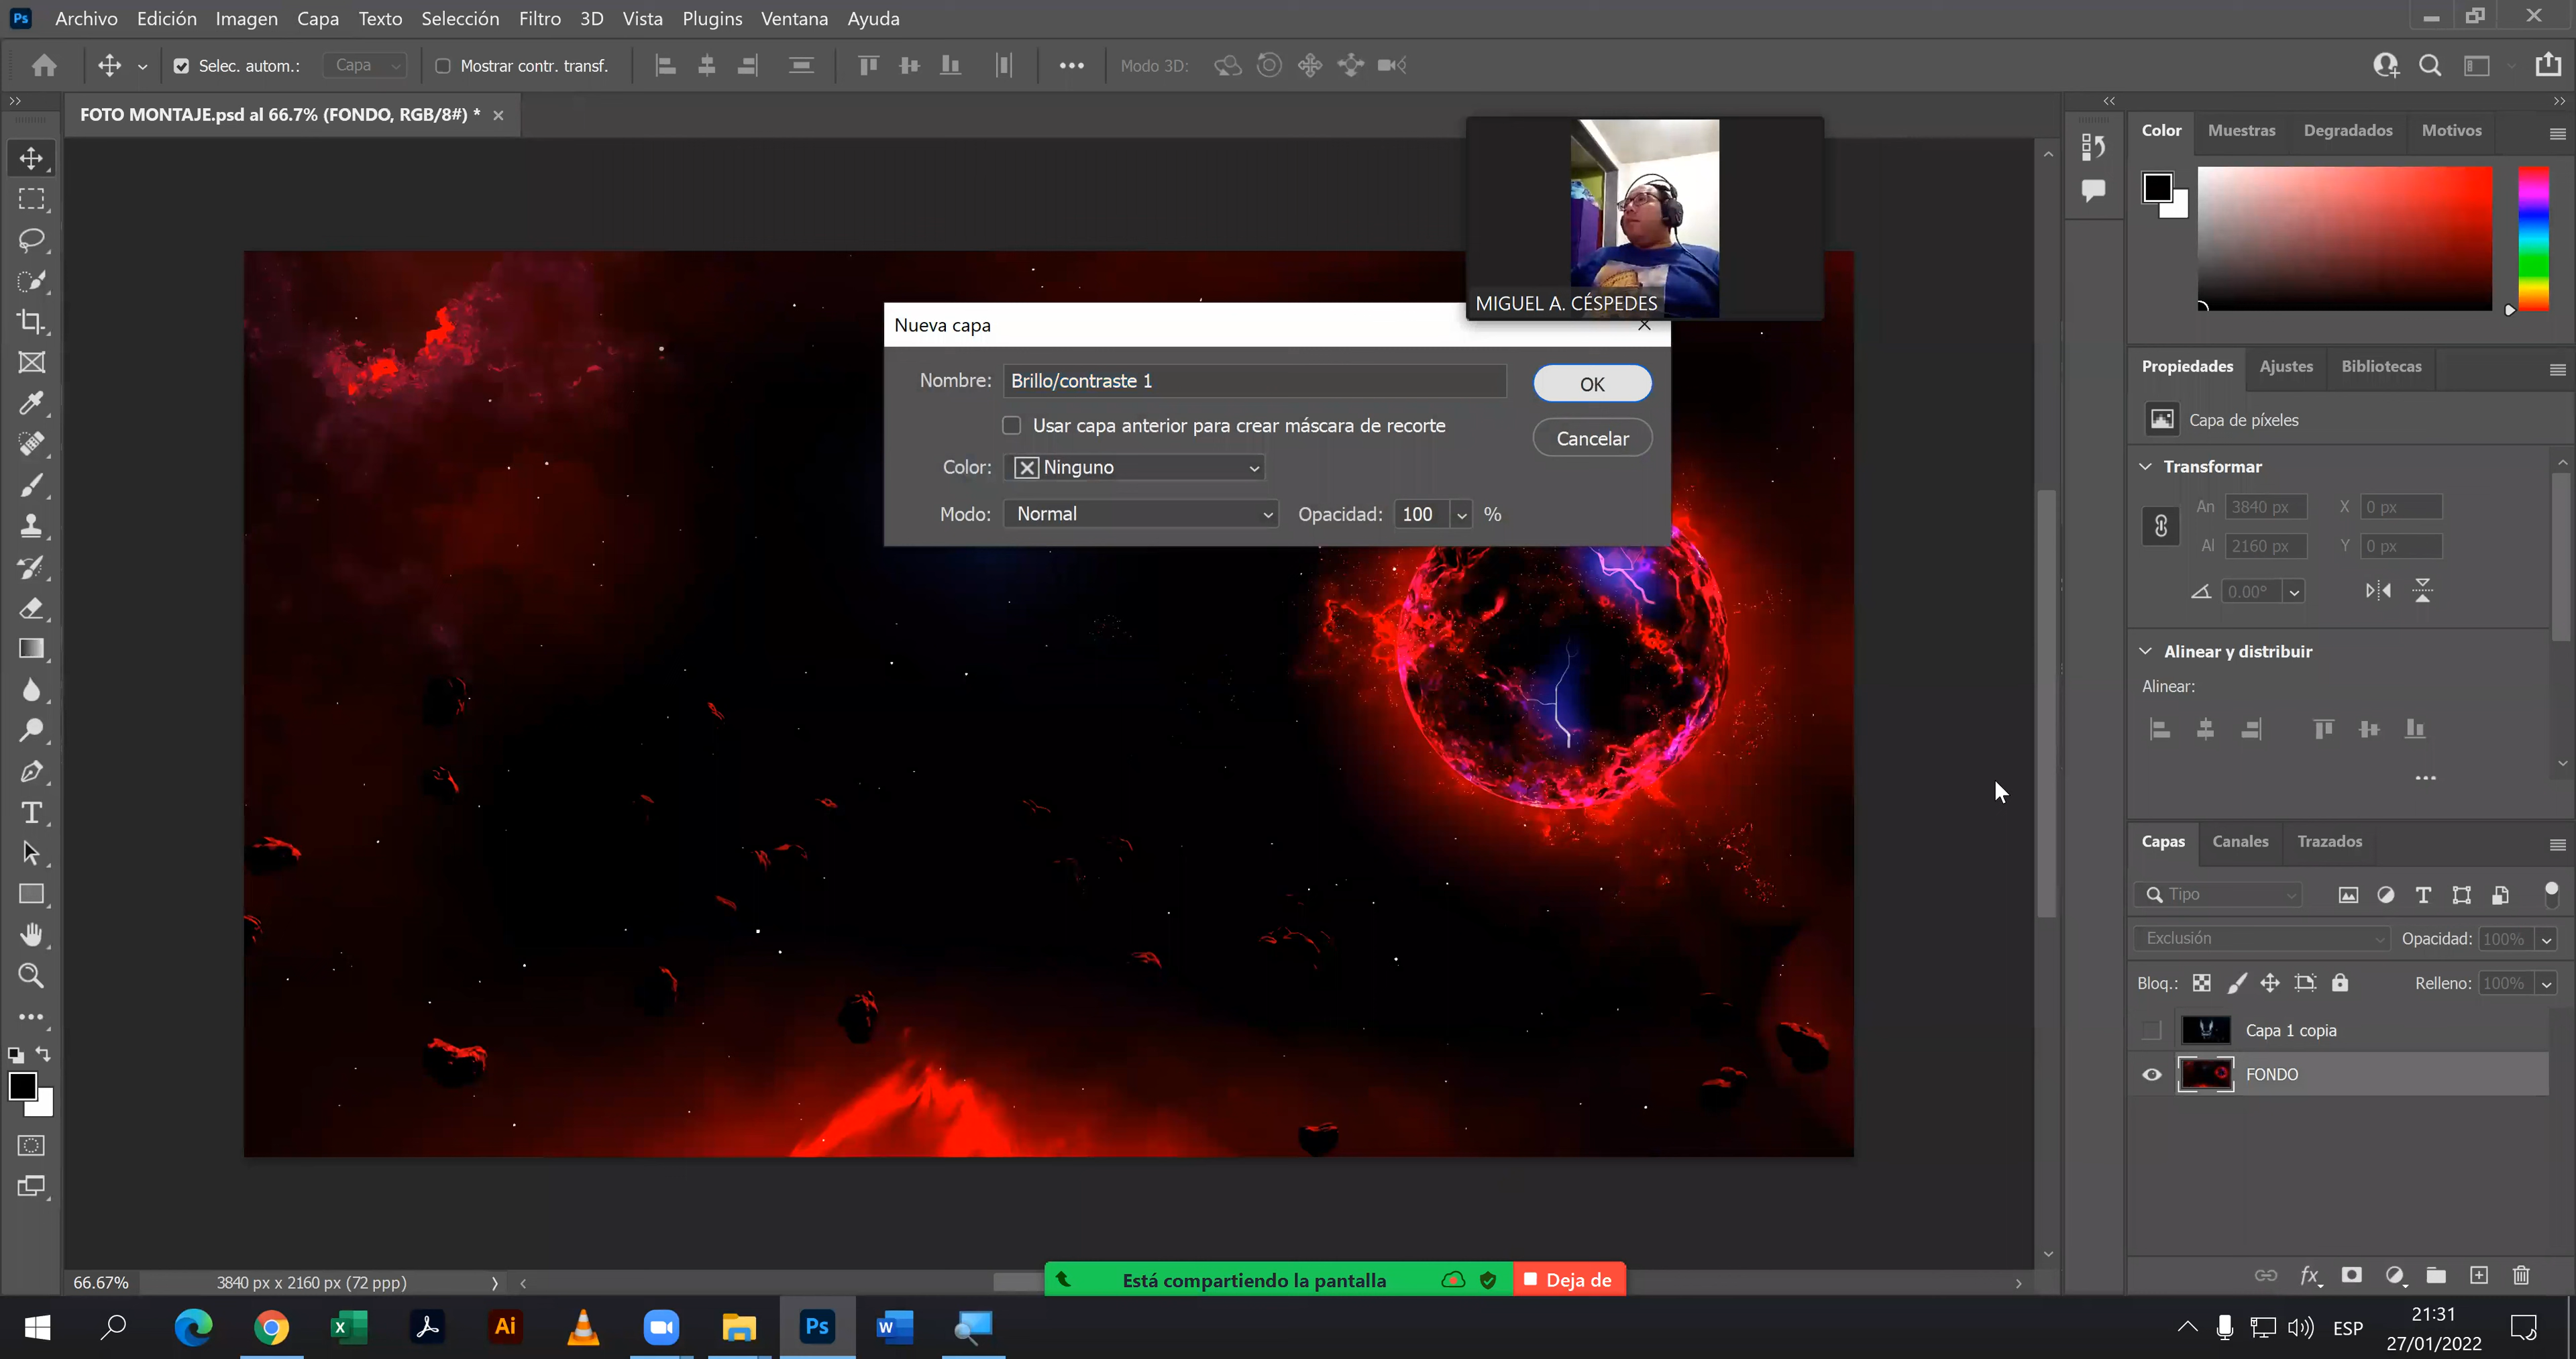 Ps Archivo Edición Imagen Capa Texto Selección Filtro 3D Vista Plugins Ventana Ayuda
Selec. autom.: Capa Mostrar contr. transf. Modo 3D:
FOTO MONTAJE.psd al 66.7% (FONDO, RGB/8#) *
MIGUEL A. CÉSPEDES
Nueva capa
Nombre: Brillo/contraste 1
OK
Usar capa anterior para crear máscara de recorte
Cancelar
Color: Ninguno
Modo: Normal Opacidad: 100 %
Color Muestras Degradados Motivos
Propiedades Ajustes Bibliotecas
Capa de píxeles
Transformar
An 3840 px X 0 px
Al 2160 px Y 0 px
0.00°
Alinear y distribuir
Alinear:
Capas Canales Trazados
Tipo
Exclusión Opacidad: 100%
Bloq.: Relleno: 100%
Capa 1 copia
FONDO
fx
66.67% 3840 px x 2160 px (72 ppp)
Está compartiendo la pantalla Deja de
Ai Ps W
ESP
21:31
27/01/2022